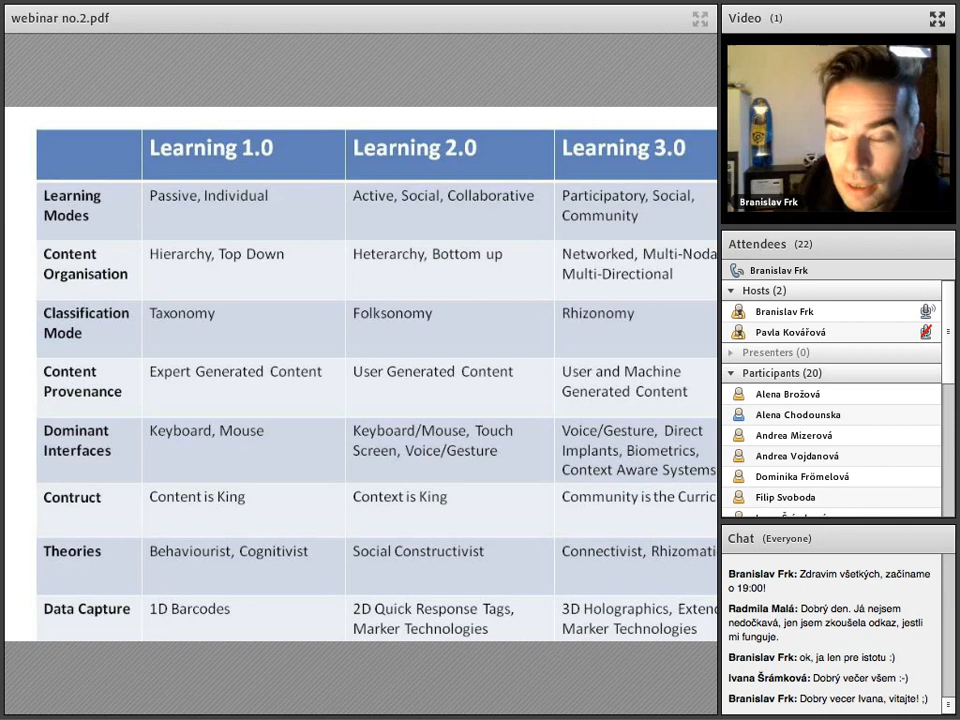 webinar no.2.pdf
Learning 1.0 Learning 2.0 Learning 3.0
Learning Modes
Passive, Individual
Active, Social, Collaborative
Participatory, Social,
Community
Content Organisation
Hierarchy, Top Down
Heterarchy, Bottom up
Networked, Multi-Noda
Multi-Directional
Classification Mode
Taxonomy
Folksonomy
Rhizonomy
Content Provenance
Expert Generated Content
User Generated Content
User and Machine
Generated Content
Dominant Interfaces
Keyboard, Mouse
Keyboard/Mouse, Touch
Screen, Voice/Gesture
Voice/Gesture, Direct
Implants, Biometrics,
Context Aware Systems
Contruct
Content is King
Context is King
Community is the Curric
Theories
Behaviourist, Cognitivist
Social Constructivist
Connectivist, Rhizomati
Data Capture
1D Barcodes
2D Quick Response Tags,
Marker Technologies
3D Holographics, Extend
Marker Technologies
Video (1)
Branislav Frk
Attendees (22)
Branislav Frk
Hosts (2)
Branislav Frk
Pavla Kovářová
Presenters (0)
Participants (20)
Alena Brožová
Alena Chodounska
Andrea Mizerová
Andrea Vojdanová
Dominika Frömelová
Filip Svoboda
Chat (Everyone)
Branislav Frk: Zdravim všetkých, začíname
o 19:00!
Radmila Malá: Dobrý den. Já nejsem
nedočkavá, jen jsem zkoušela odkaz, jestli
mi funguje.
Branislav Frk: ok, ja len pre istotu :)
Ivana Šrámková: Dobrý večer všem :-)
Branislav Frk: Dobry vecer Ivana, vitajte! ;)